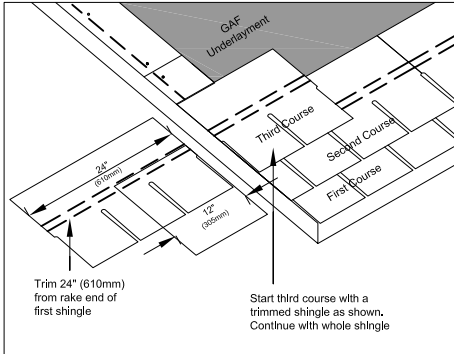 GAF
Underlayment
Third Course
Second Course
First Course
24"
(610mm)
12"
(305mm)
Trim 24" (610mm)
from rake end of
first shingle
Start third course with a
trimmed shingle as shown.
Continue with whole shingle